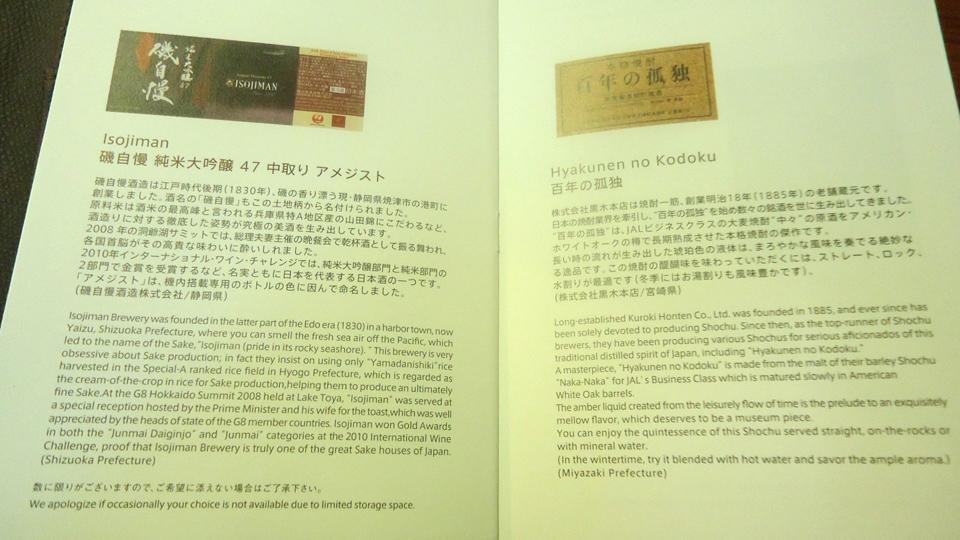 磯自慢
ISOJIMAN
Isojiman
磯自慢 純米大吟醸 47 中取り アメジスト
磯自慢酒造は江戸時代後期(1830年)、磯の香り漂う現・静岡県焼津市の港町に
創業しました。酒名の「磯自慢」もこの土地柄から名付けられました。
原料米は酒米の最高峰と言われる兵庫県特A地区産の山田錦にこだわるなど、
酒造りに対する徹底した姿勢が究極の美酒を生み出しています。
2008年の洞爺湖サミットでは、総理夫妻主催の晩餐会で乾杯酒として振る舞われ、
各国首脳がその高貴な味わいに酔いしれました。
2010年インターナショナル・ワイン・チャレンジでは、純米大吟醸部門と純米部門の
2部門で金賞を受賞するなど、名実ともに日本を代表する日本酒の一つです。
「アメジスト」は、機内搭載専用のボトルの色に因んで命名しました。
(磯自慢酒造株式会社/静岡県)
Isojiman Brewery was founded in the latter part of the Edo era (1830) in a harbor town, now
Yaizu, Shizuoka Prefecture, where you can smell the fresh sea air off the Pacific, which
led to the name of the Sake,"Isojiman (pride in its rocky seashore). " This brewery is very
obsessive about Sake production; in fact they insist on using only "Yamadanishiki"rice
harvested in the Special-A ranked rice field in Hyogo Prefecture, which is regarded as
the cream-of-the-crop in rice for Sake production,helping them to produce an ultimately
fine Sake.At the G8 Hokkaido Summit 2008 held at Lake Toya, "Isojiman" was served at
a special reception hosted by the Prime Minister and his wife for the toast,which was well
appreciated by the heads of state of the G8 member countries. Isojiman won Gold Awards
in both the "Junmai Daiginjo" and "Junmai" categories at the 2010 International Wine
Challenge, proof that Isojiman Brewery is truly one of the great Sake houses of Japan.
(Shizuoka Prefecture)
数に限りがございますので、ご希望に添えない場合はご了承下さい。
We apologize if occasionally your choice is not available due to limited storage space.
本格焼酎
百年の孤独
Hyakunen no Kodoku
百年の孤独
株式会社黒木本店は焼酎一筋、創業明治18年(1885年)の老舗蔵元です。
日本の焼酎業界を牽引し、"百年の孤独"を始め数々の銘酒を世に生み出してきました。
"百年の孤独"は、JALビジネスクラスの大麦焼酎"中々"の原酒をアメリカン・
ホワイトオークの樽で長期熟成させた本格焼酎の傑作です。
長い時の流れが生み出した琥珀色の液体は、まろやかな風味を奏でる絶妙な
る逸品です。この焼酎の醍醐味を味わっていただくには、ストレート、ロック、
水割りが最適です(冬季にはお湯割りも風味豊かです)。
(株式会社黒木本店/宮崎県)
Long-established Kuroki Honten Co., Ltd. was founded in 1885, and ever since has
been solely devoted to producing Shochu. Since then, as the top-runner of Shochu
brewers, they have been producing various Shochus for serious aficionados of this
traditional distilled spirit of Japan, including "Hyakunen no Kodoku."
A masterpiece, "Hyakunen no Kodoku" is made from the malt of their barley Shochu
"Naka-Naka" for JAL' s Business Class which is matured slowly in American
White Oak barrels.
The amber liquid created from the leisurely flow of time is the prelude to an exquisitely
mellow flavor, which deserves to be a museum piece.
You can enjoy the quintessence of this Shochu served straight, on-the-rocks or
with mineral water.
(In the wintertime, try it blended with hot water and savor the ample aroma.)
(Miyazaki Prefecture)